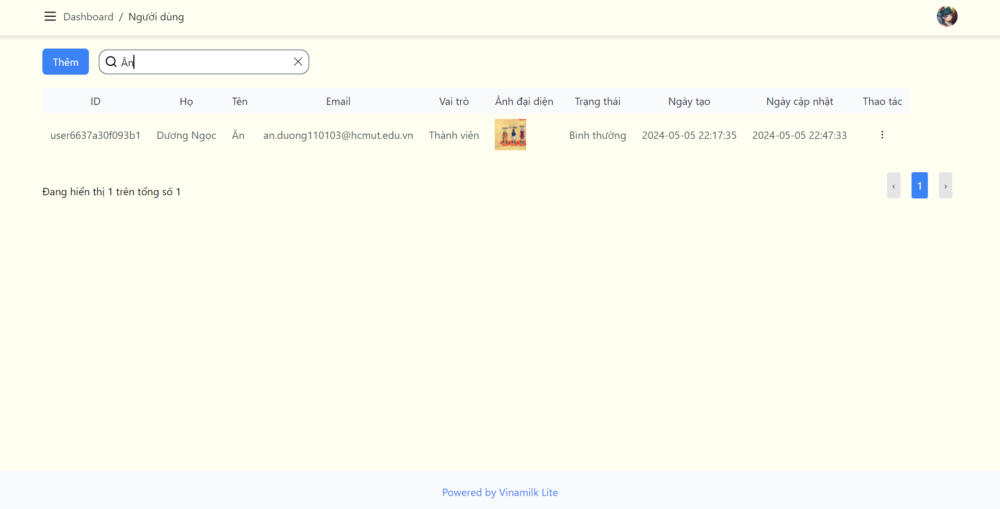 Dashboard / Người dùng
Thêm
Ân
ID Họ Tên Email Vai trò Ảnh đại diện Trạng thái Ngày tạo Ngày cập nhật Thao tác
user6637a30f093b1 Dương Ngọc Ân an.duong110103@hcmut.edu.vn Thành viên Bình thường 2024-05-05 22:17:35 2024-05-05 22:47:33
Đang hiển thị 1 trên tổng số 1
‹ 1 ›
Powered by Vinamilk Lite